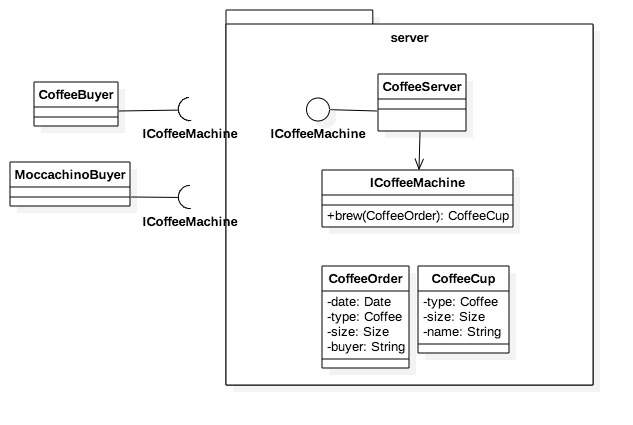 server
CoffeeBuyer
ICoffeeMachine
MoccachinoBuyer
ICoffeeMachine
ICoffeeMachine
CoffeeServer
ICoffeeMachine
+brew(CoffeeOrder): CoffeeCup
CoffeeOrder
-date: Date
-type: Coffee
-size: Size
-buyer: String
CoffeeCup
-type: Coffee
-size: Size
-name: String